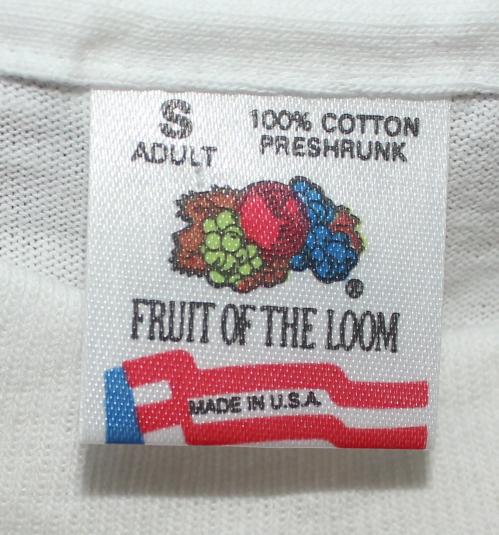 S
ADULT
100% COTTON
PRESHRUNK
®
FRUIT OF THE LOOM
MADE IN U.S.A.